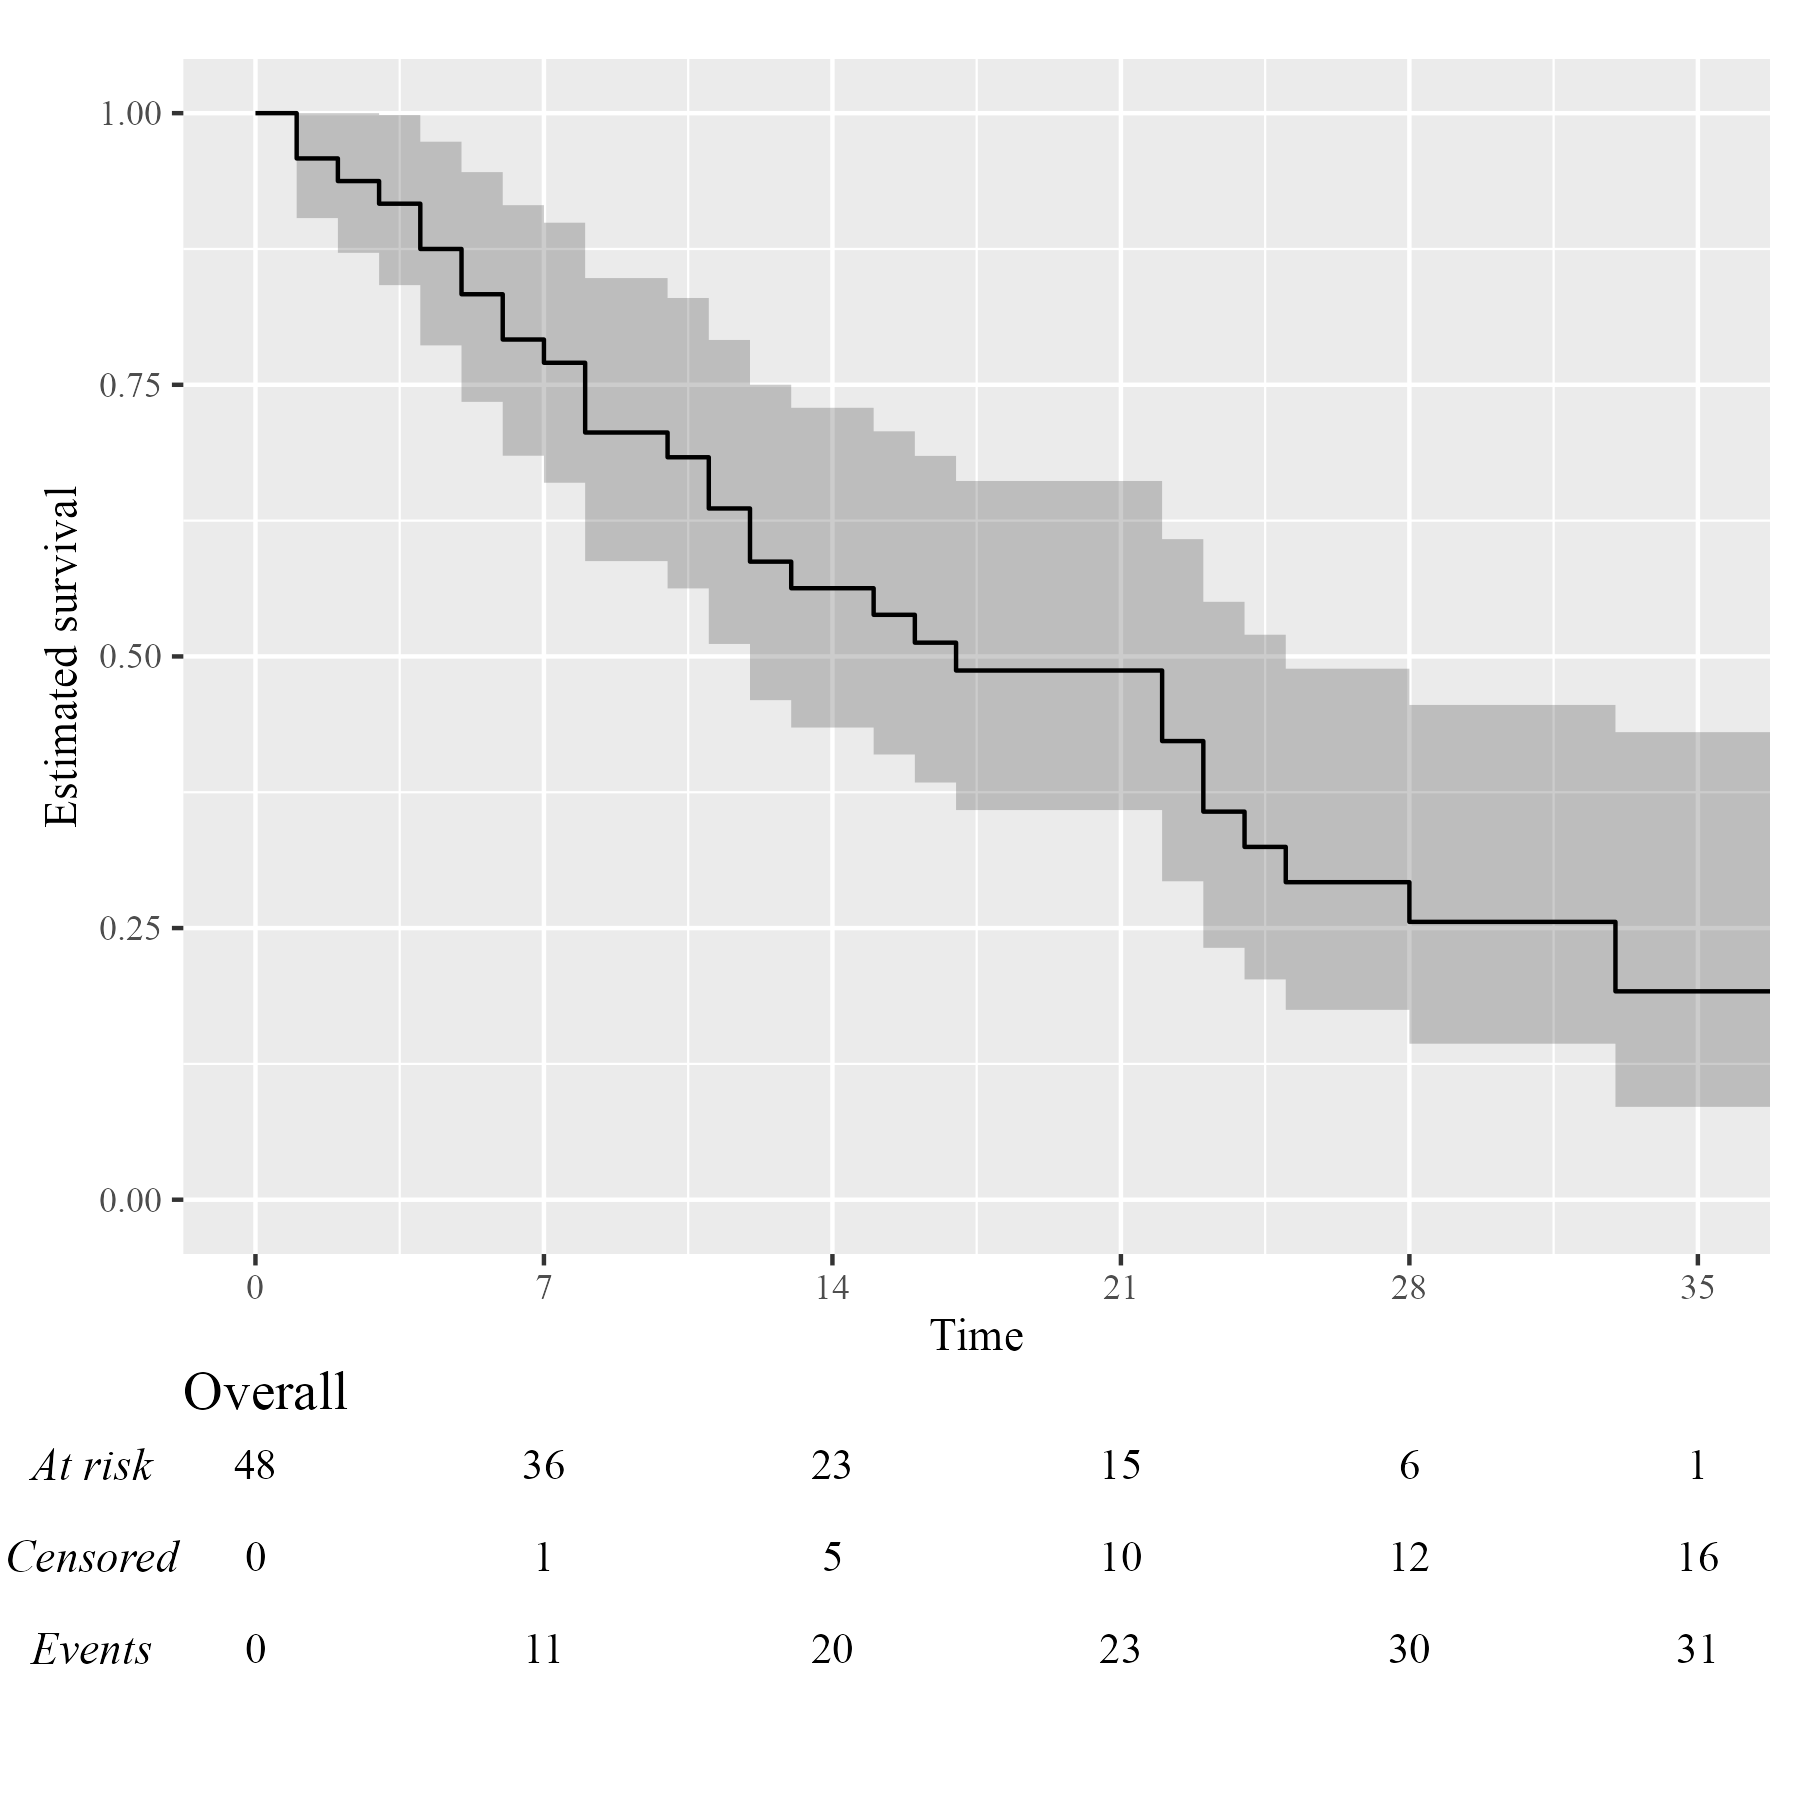 1.00
0.75
0.50
0.25
0.00
Estimated survival
0 7 14 21 28 35
Time
Overall
At risk 48 36 23 15 6 1
Censored 0 1 5 10 12 16
Events 0 11 20 23 30 31